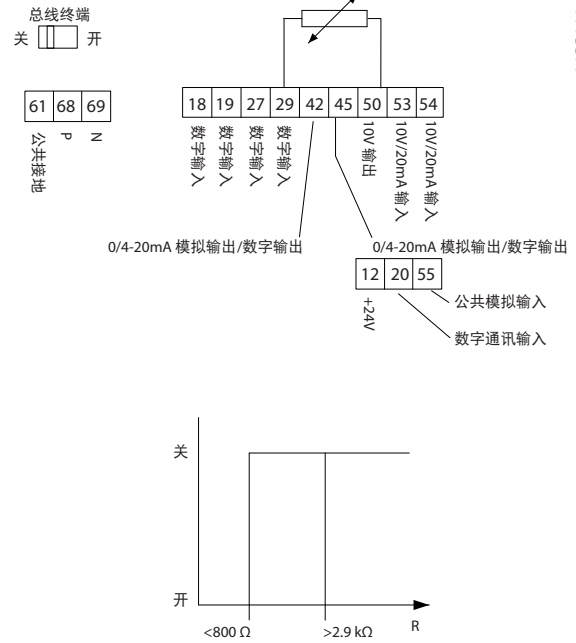 总线终端
关 开
61 68 69
公共接地
P
N
18 19 27 29 42 45 50 53 54
数字输入
数字输入
数字输入
数字输入
10V 输出
10V/20mA 输入
10V/20mA 输入
0/4-20mA 模拟输出/数字输出
0/4-20mA 模拟输出/数字输出
12 20 55
+24V
公共模拟输入
数字通讯输入
关
开
<800 Ω
>2.9 kΩ
R